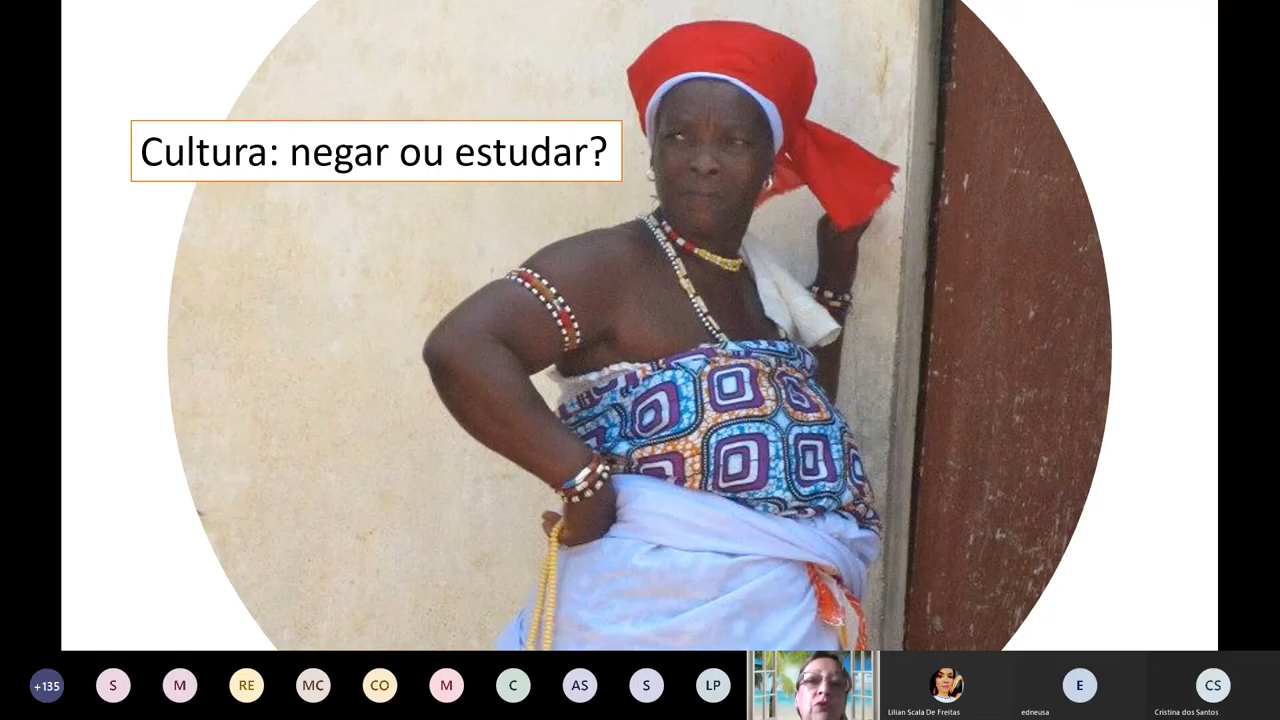 Cultura: negar ou estudar?
+135
S
M
RE
MC
CO
M
C
AS
S
LP
E
CS
Lilian Scala De Freitas
edneusa
Cristina dos Santos